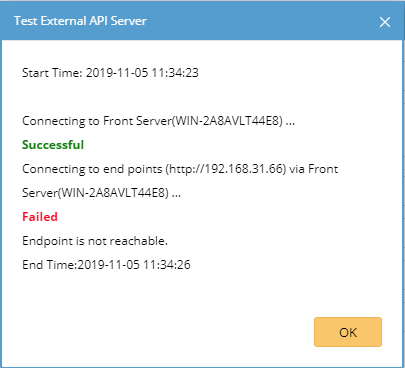 Test External API Server
Start Time: 2019-11-05 11:34:23
Connecting to Front Server(WIN-2A8AVLT44E8) ...
Successful
Connecting to end points (http://192.168.31.66) via Front
Server(WIN-2A8AVLT44E8) ...
Failed
Endpoint is not reachable.
End Time:2019-11-05 11:34:26
OK